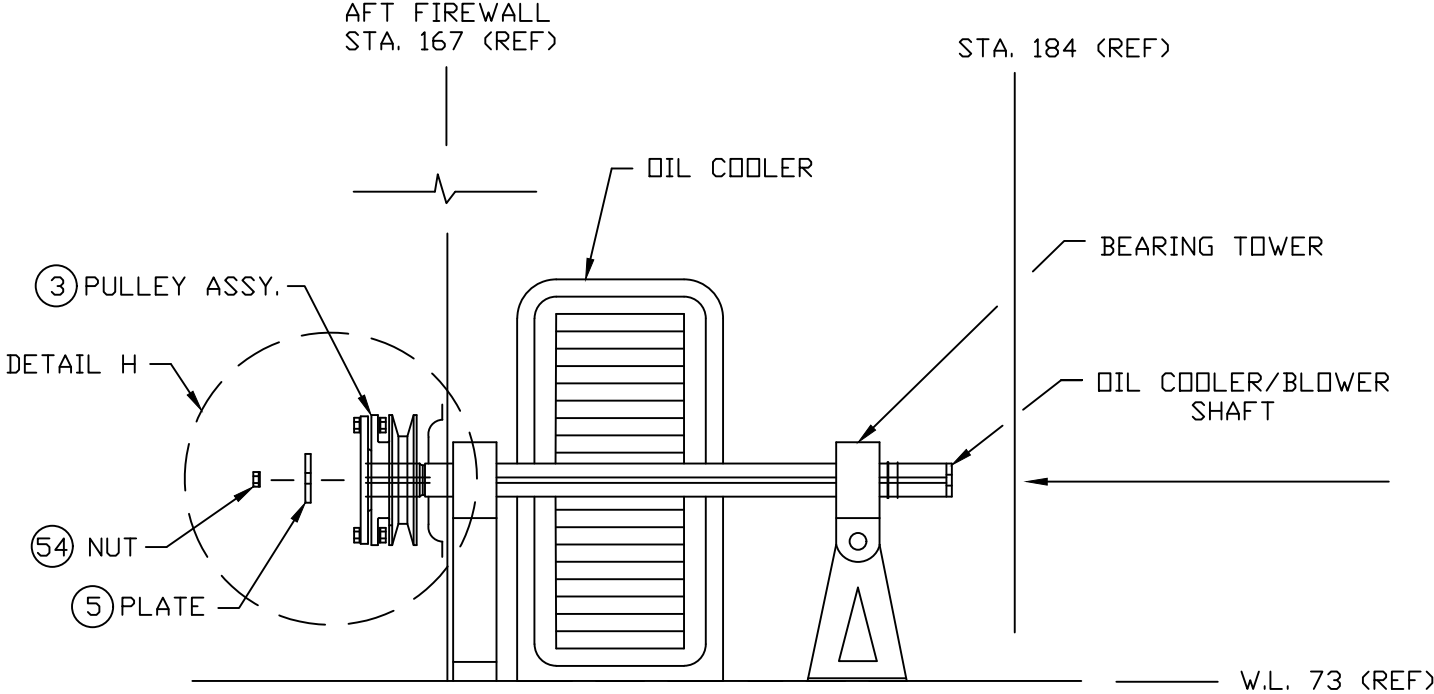 AFT FIREWALL
STA. 167 (REF)
STA. 184 (REF)
OIL COOLER
BEARING TOWER
3 PULLEY ASSY.
DETAIL H
OIL COOLER/BLOWER
SHAFT
54 NUT
5 PLATE
W.L. 73 (REF)